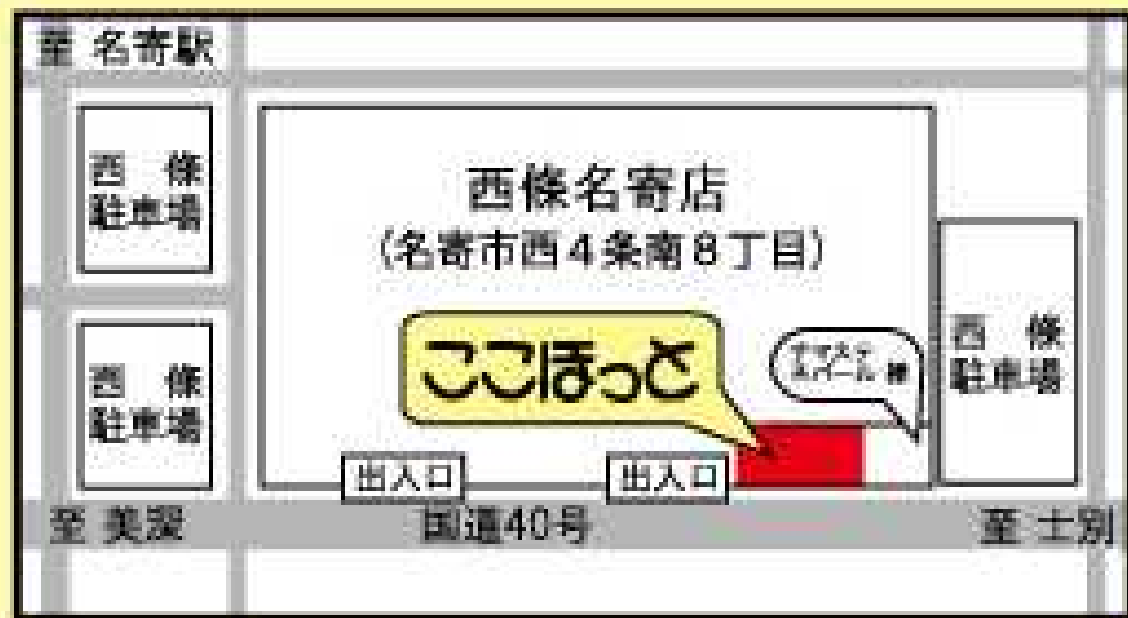 至 名寄駅
西 條
駐車場
西條名寄店
(名寄市西4条南8丁目)
西 條
駐車場
ここほっと
西 條
駐車場
出入口
出入口
至 美深
国道40号
至 士別